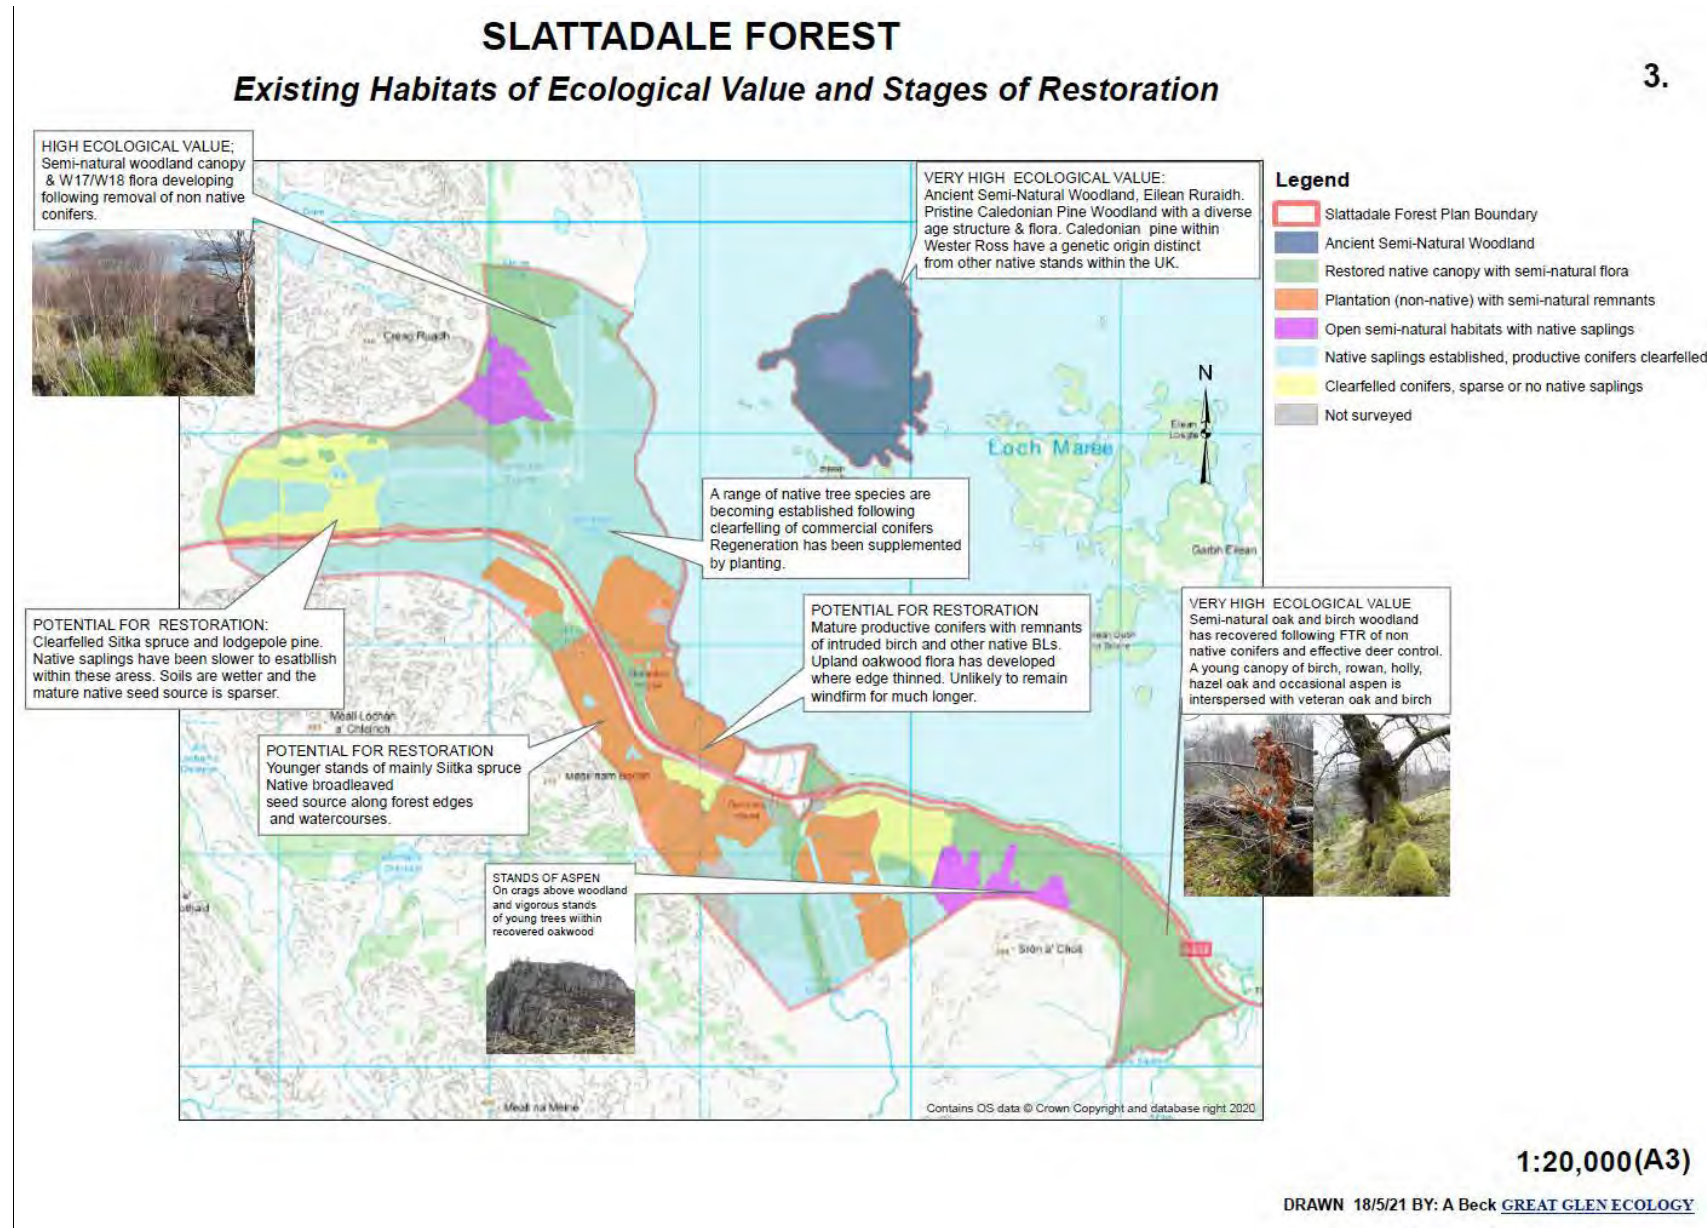 SLATTADALE FOREST
Existing Habitats of Ecological Value and Stages of Restoration
3.
HIGH ECOLOGICAL VALUE;
Semi-natural woodland canopy
& W17/W18 flora developing
following removal of non native
conifers.
VERY HIGH ECOLOGICAL VALUE:
Ancient Semi-Natural Woodland, Eilean Ruraidh.
Pristine Caledonian Pine Woodland with a diverse
age structure & flora. Caledonian pine within
Wester Ross have a genetic origin distinct
from other native stands within the UK.
Legend
Slattadale Forest Plan Boundary
Ancient Semi-Natural Woodland
Restored native canopy with semi-natural flora
Plantation (non-native) with semi-natural remnants
Open semi-natural habitats with native saplings
Native saplings established, productive conifers clearfelled
Clearfelled conifers, sparse or no native saplings
Not surveyed
Creag Ruadh
N
Eilean
Loch Maree
Garbh Eilean
A range of native tree species are
becoming established following
clearfelling of commercial conifers
Regeneration has been supplemented
by planting.
POTENTIAL FOR RESTORATION:
Clearfelled Sitka spruce and lodgepole pine.
Native saplings have been slower to esatbllish
within these aress. Soils are wetter and the
mature native seed source is sparser.
POTENTIAL FOR RESTORATION
Mature productive conifers with remnants
of intruded birch and other native BLs.
Upland oakwood flora has developed
where edge thinned. Unlikely to remain
windfirm for much longer.
VERY HIGH ECOLOGICAL VALUE
Semi-natural oak and birch woodland
has recovered following FTR of non
native conifers and effective deer control.
A young canopy of birch, rowan, holly,
hazel oak and occasional aspen is
interspersed with veteran oak and birch
Meall Lochan
a' Chleirich
POTENTIAL FOR RESTORATION
Younger stands of mainly Siitka spruce
Native broadleaved
seed source along forest edges
and watercourses.
STANDS OF ASPEN
On crags above woodland
and vigorous stands
of young trees wiithin
recovered oakwood
Meall na Meine
Contains OS data © Crown Copyright and database right 2020
1:20,000(A3)
DRAWN 18/5/21 BY: A Beck GREAT GLEN ECOLOGY